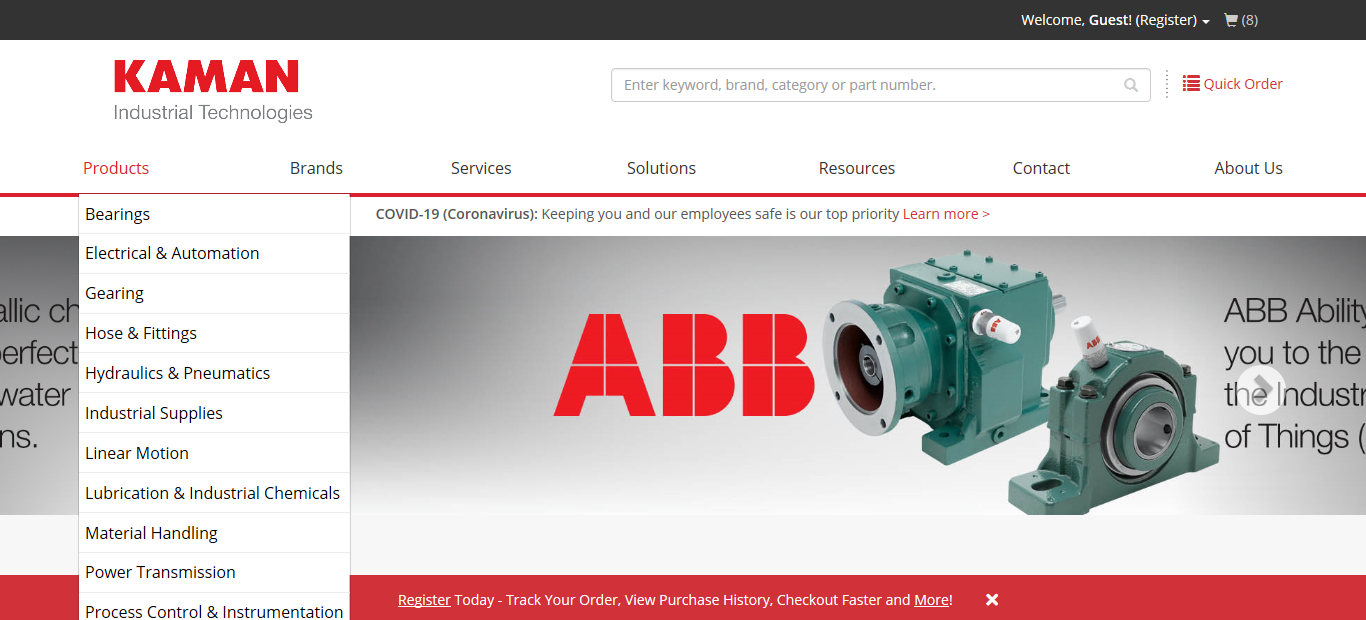 Welcome, Guest! (Register) (8)
KAMAN
Industrial Technologies
Enter keyword, brand, category or part number.
Quick Order
Products Brands Services Solutions Resources Contact About Us
Bearings
Electrical & Automation
Gearing
Hose & Fittings
Hydraulics & Pneumatics
Industrial Supplies
Linear Motion
Lubrication & Industrial Chemicals
Material Handling
Power Transmission
Process Control & Instrumentation
COVID-19 (Coronavirus): Keeping you and our employees safe is our top priority Learn more >
allic ch
perfect
water
ns.
ABB
ABB
ABB
ABB Ability
you to the
the Industr
of Things (
Register Today - Track Your Order, View Purchase History, Checkout Faster and More!